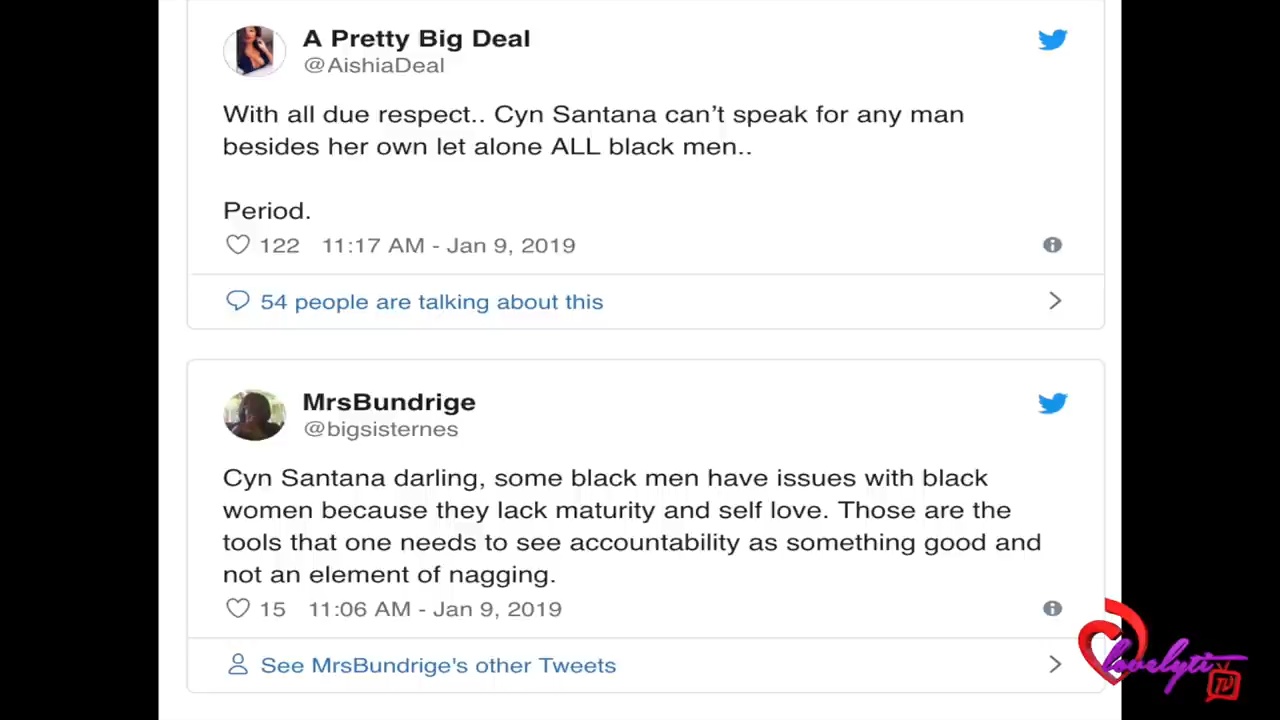 A Pretty Big Deal
@AishiaDeal
With all due respect.. Cyn Santana can’t speak for any man
besides her own let alone ALL black men..
Period.
122 11:17 AM - Jan 9, 2019
54 people are talking about this
MrsBundrige
@bigsisternes
Cyn Santana darling, some black men have issues with black
women because they lack maturity and self love. Those are the
tools that one needs to see accountability as something good and
not an element of nagging.
15 11:06 AM - Jan 9, 2019
See MrsBundrige's other Tweets
lovelyti
TV